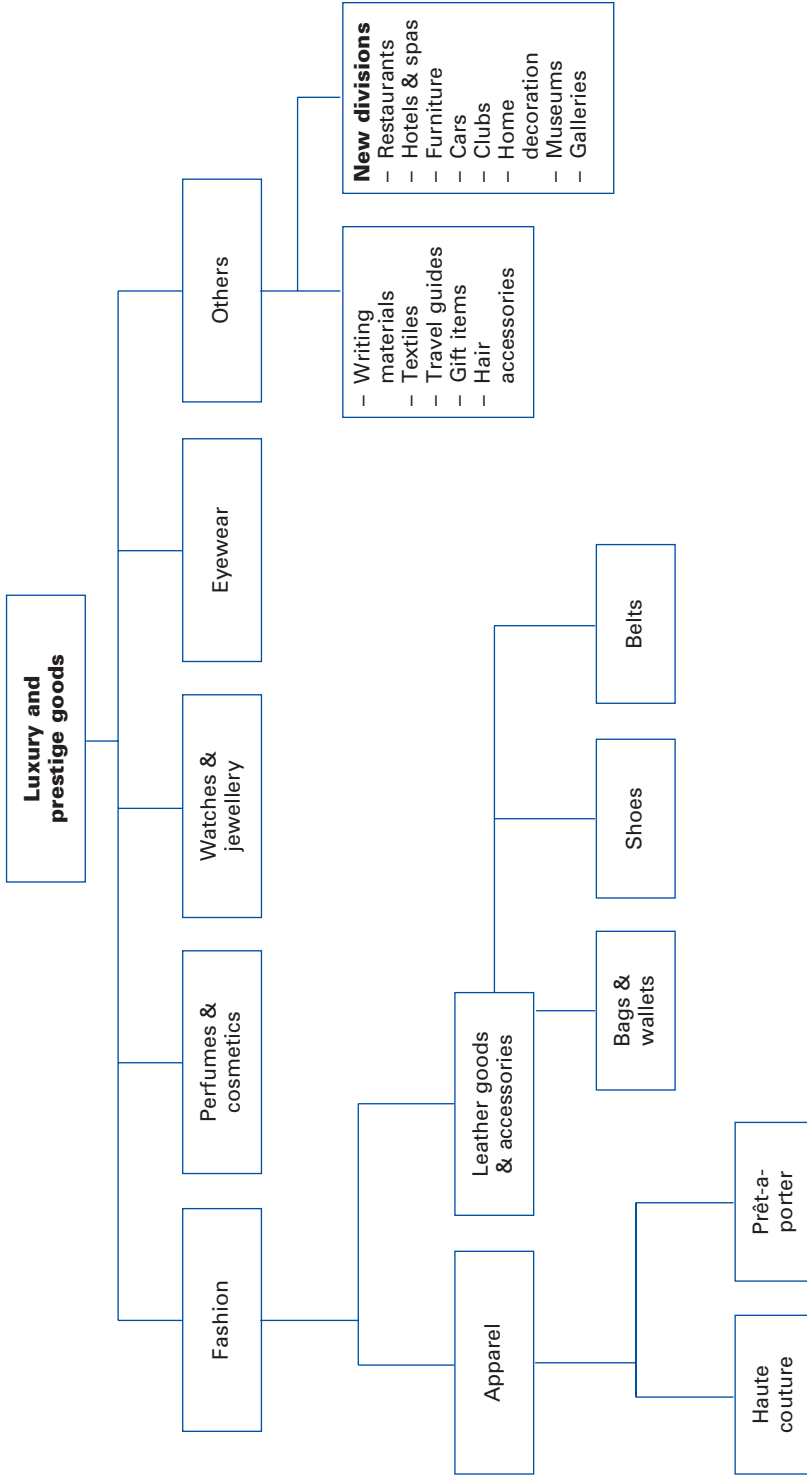 Luxury and
prestige goods
Fashion
Perfumes &
cosmetics
Watches &
jewellery
Eyewear
Others
Apparel
Leather goods
& accessories
– Writing
materials
– Textiles
– Travel guides
– Gift items
– Hair
accessories
New divisions
– Restaurants
– Hotels & spas
– Furniture
– Cars
– Clubs
– Home
decoration
– Museums
– Galleries
Haute
couture
Prêt-a-
porter
Bags &
wallets
Shoes
Belts